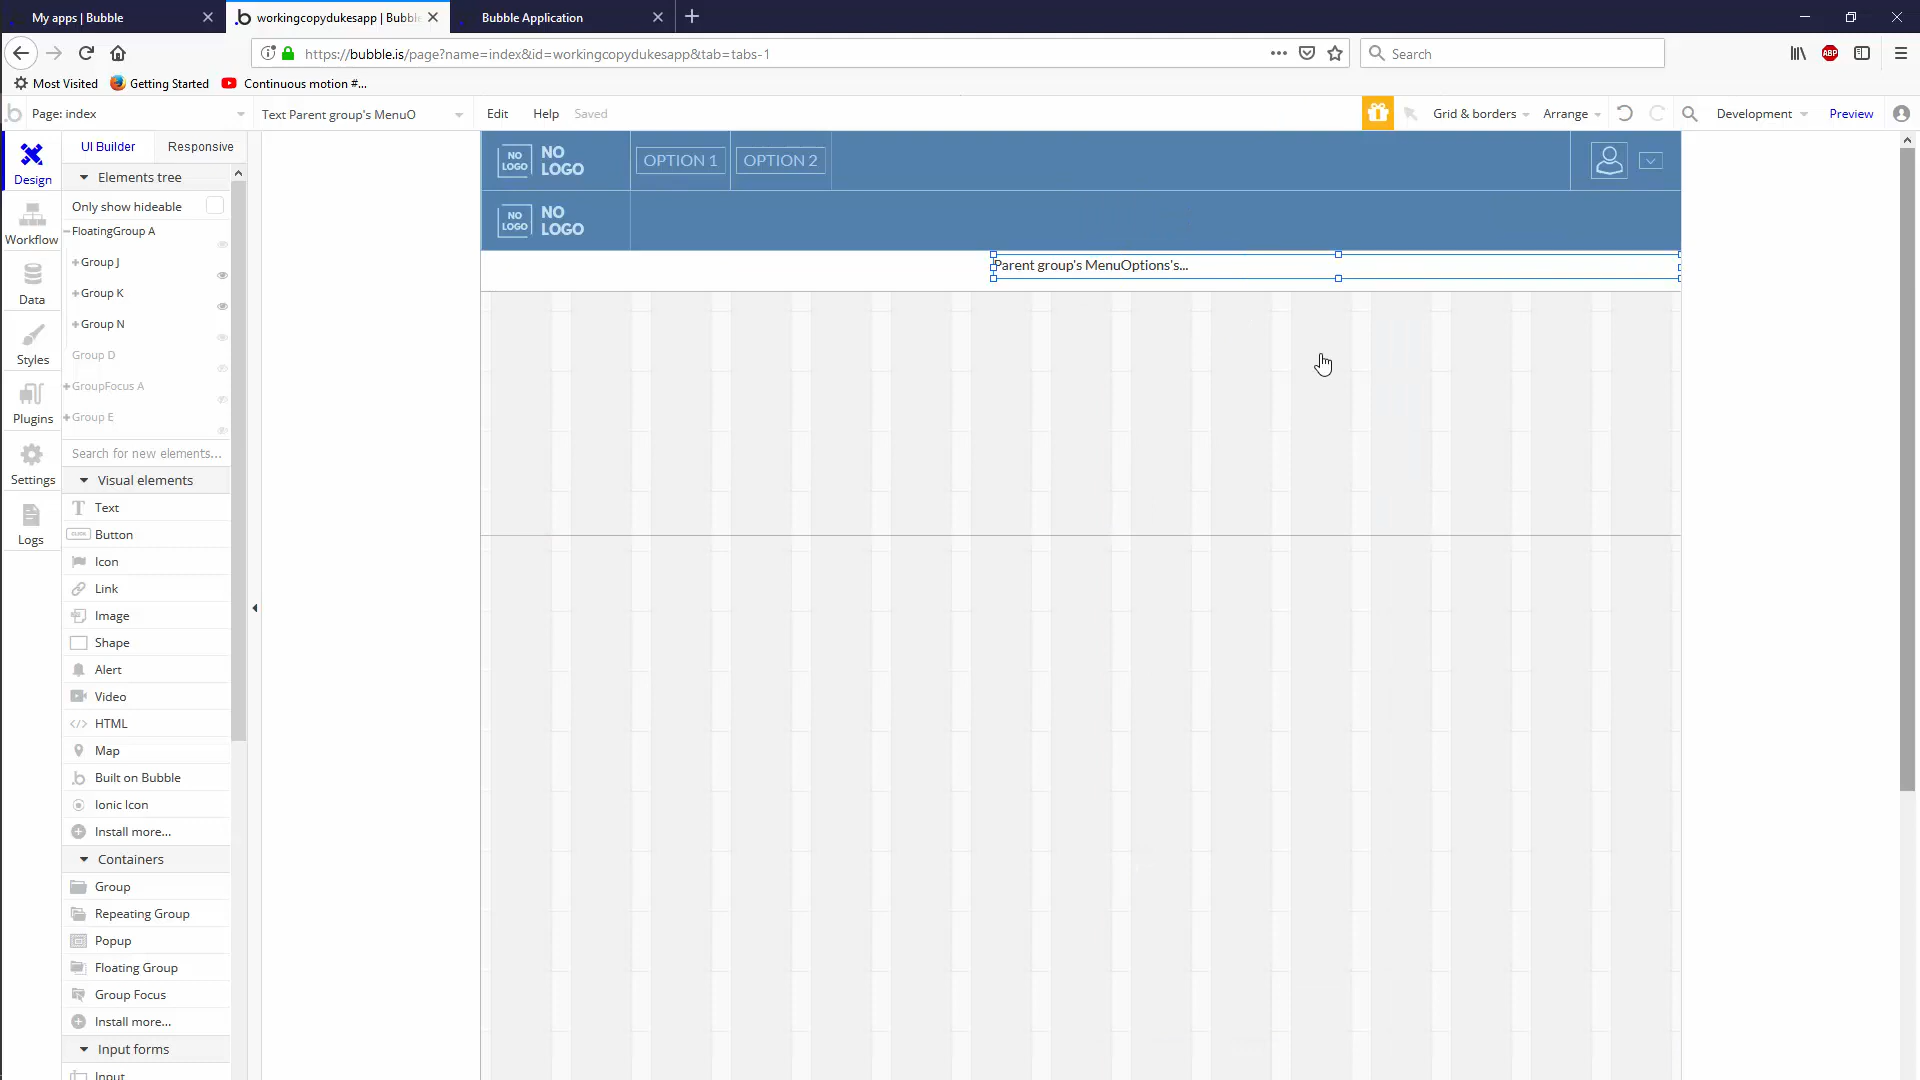 My apps | Bubble
workingcopydukesapp | Bubble
Bubble Application
https://bubble.is/page?name=index&id=workingcopydukesapp&tab=tabs-1
Search
ABP
Most Visited
Getting Started
Continuous motion #...
Page: index
Text Parent group's MenuO
Edit
Help
Saved
Grid & borders
Arrange
Development
Preview
Design
Workflow
Data
Styles
Plugins
Settings
Logs
UI Builder
Responsive
Elements tree
Only show hideable
FloatingGroup A
Group J
Group K
Group N
Group D
GroupFocus A
Group E
Search for new elements...
Visual elements
Text
Button
Icon
Link
Image
Shape
Alert
Video
HTML
Map
Built on Bubble
Ionic Icon
Install more...
Containers
Group
Repeating Group
Popup
Floating Group
Group Focus
Install more...
Input forms
Input
NO LOGO
NO
LOGO
OPTION 1
OPTION 2
NO LOGO
NO
LOGO
Parent group's MenuOptions's...